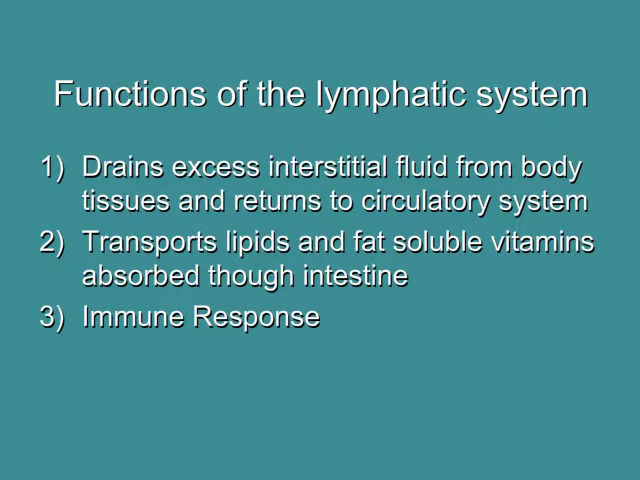 Functions of the lymphatic system
1) Drains excess interstitial fluid from body
tissues and returns to circulatory system
2) Transports lipids and fat soluble vitamins
absorbed though intestine
3) Immune Response